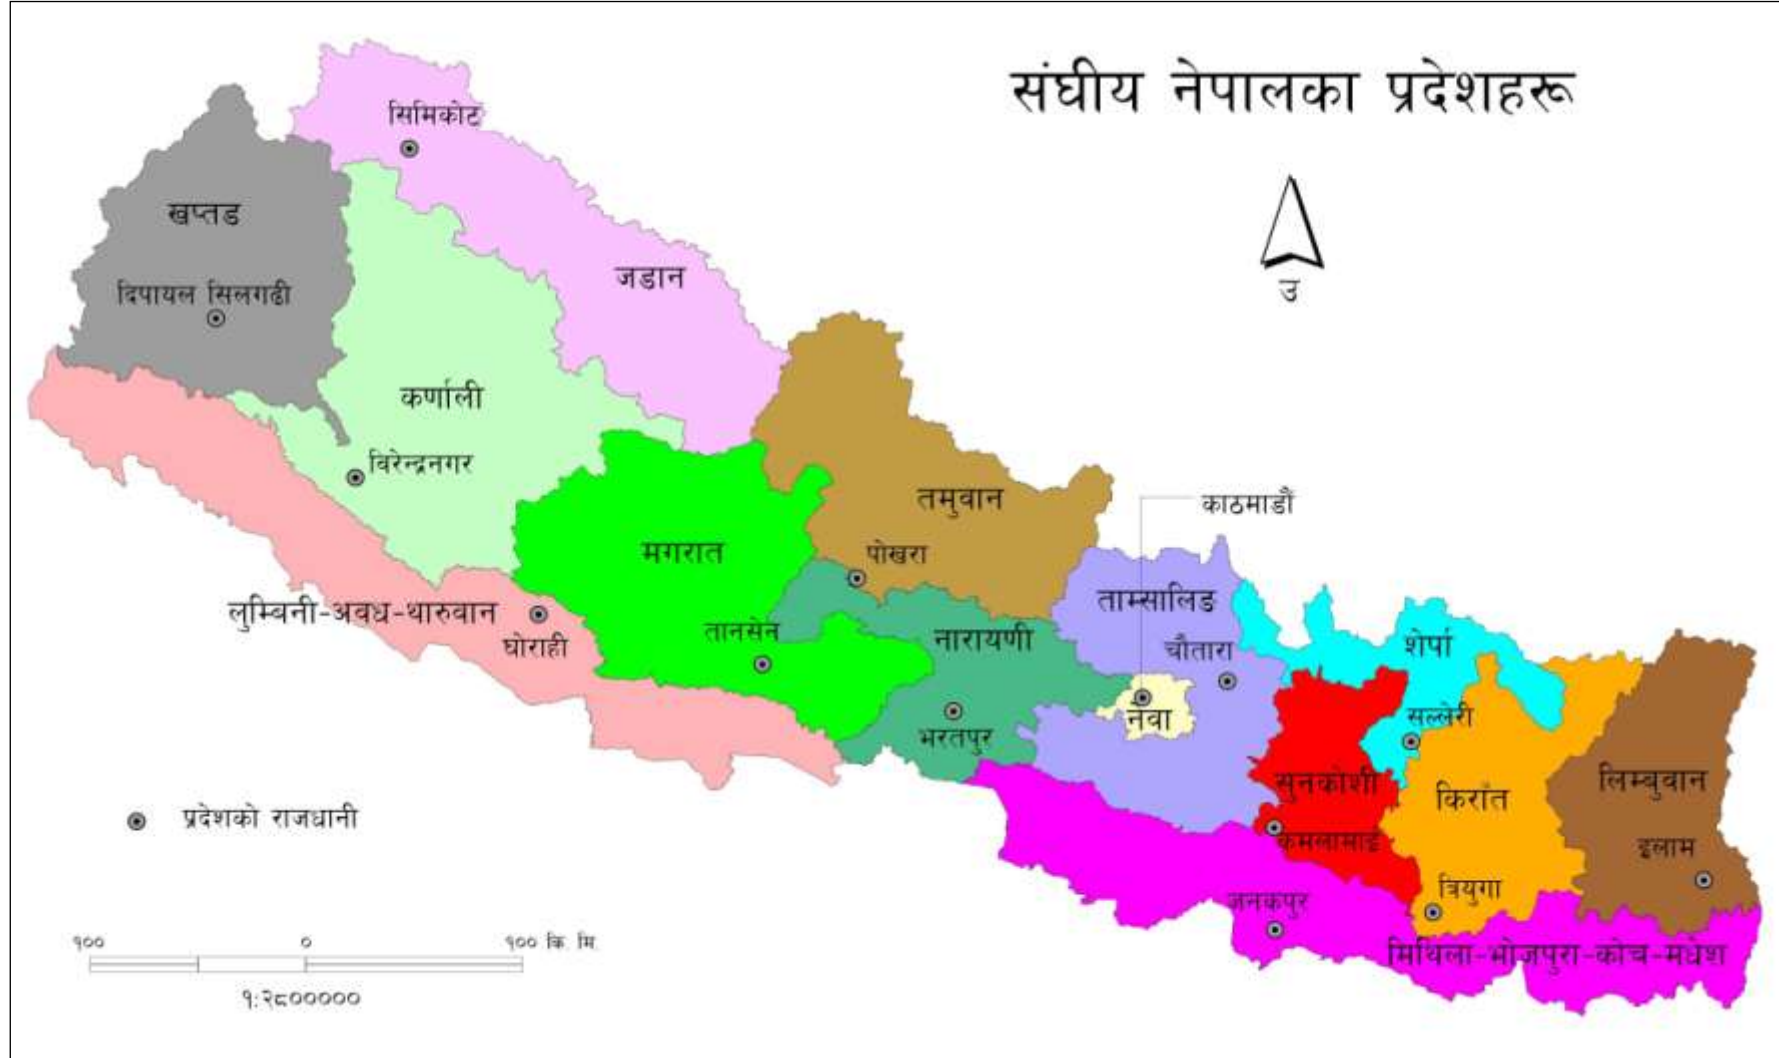 संघीय नेपालका प्रदेशहरू
सिमिकोट
खप्तड
जडान
दिपायल सिलगढी
उ
कर्णाली
विरेन्द्रनगर
तमुवान
काठमाडौं
मगरात
पोखरा
ताम्सालिङ
लुम्बिनी-अवध-थारुवान
घोराही
तानसेन
नारायणी
चौतारा
शेर्पा
नेवा
सल्लेरी
भरतपुर
सुनकोशी
किराँत
लिम्बुवान
प्रदेशको राजधानी
कमलामाई
इलाम
त्रियुगा
जनकपुर
मिथिला-भोजपुरा-कोच-मधेश
१०० ० १०० कि. मि.
१:२८०००००